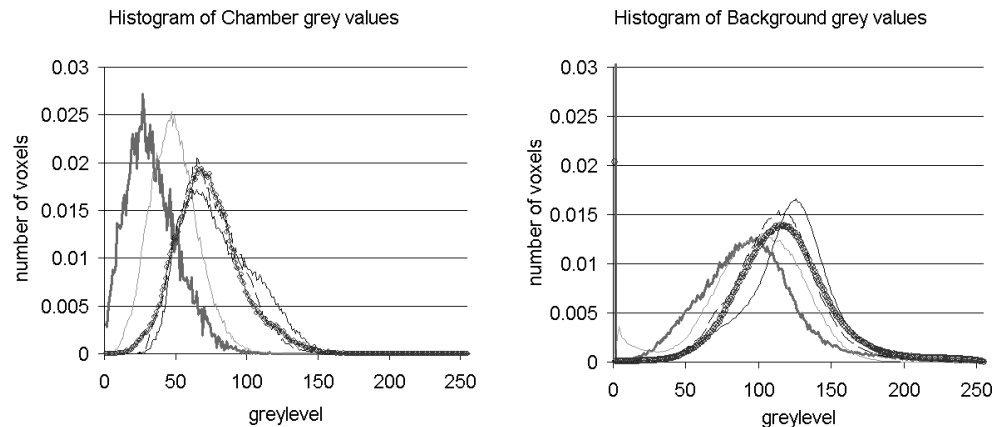 Histogram of Chamber grey values
0.03
0.025
0.02
0.015
0.01
0.005
0
0 50 100 150 200 250
number of voxels
greylevel
Histogram of Background grey values
0.03
0.025
0.02
0.015
0.01
0.005
0
0 50 100 150 200 250
number of voxels
greylevel